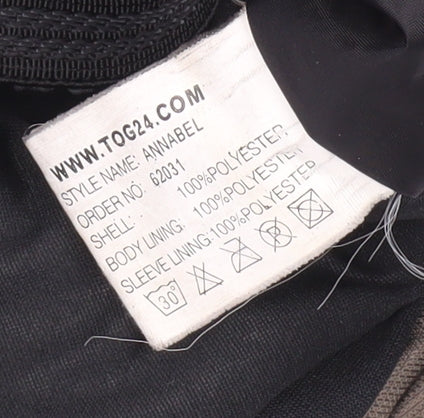 WWW.TOG24.COM
STYLE NAME: ANNABEL
ORDER NO: 62031
SHELL: 100%POLYESTER
BODY LINING: 100%POLYESTER
SLEEVE LINING:100%POLYESTER
30° P